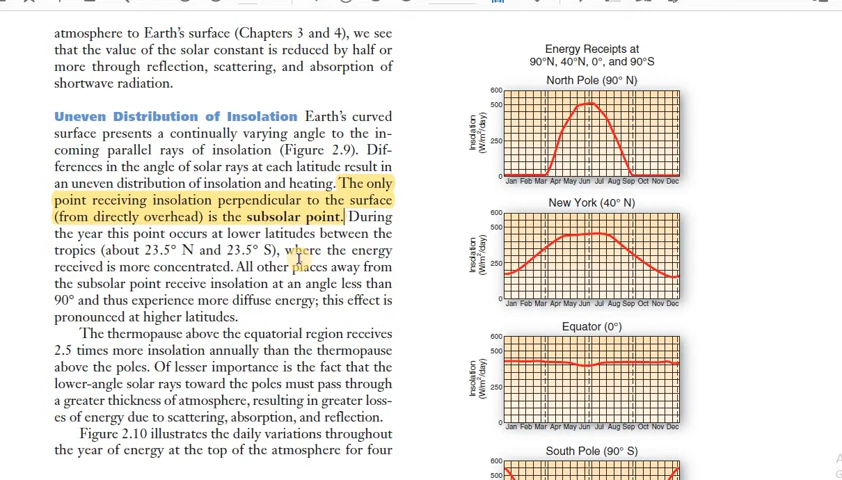 atmosphere to Earth's surface (Chapters 3 and 4), we see
that the value of the solar constant is reduced by half or
more through reflection, scattering, and absorption of
shortwave radiation.
Uneven Distribution of Insolation Earth's curved
surface presents a continually varying angle to the in-
coming parallel rays of insolation (Figure 2.9). Dif-
ferences in the angle of solar rays at each latitude result in
an uneven distribution of insolation and heating. The only
point receiving insolation perpendicular to the surface
(from directly overhead) is the subsolar point. During
the year this point occurs at lower latitudes between the
tropics (about 23.5° N and 23.5° S), where the energy
received is more concentrated. All other places away from
the subsolar point receive insolation at an angle less than
90° and thus experience more diffuse energy; this effect is
pronounced at higher latitudes.
The thermopause above the equatorial region receives
2.5 times more insolation annually than the thermopause
above the poles. Of lesser importance is the fact that the
lower-angle solar rays toward the poles must pass through
a greater thickness of atmosphere, resulting in greater loss-
es of energy due to scattering, absorption, and reflection.
Figure 2.10 illustrates the daily variations throughout
the year of energy at the top of the atmosphere for four
Energy Receipts at
90°N, 40°N, 0°, and 90°S
North Pole (90° N)
600
500
250
0
Insolation
(W/m²/day)
Jan Feb Mar Apr May Jun Jul Aug Sep Oct Nov Dec
New York (40° N)
600
500
250
0
Insolation
(W/m²/day)
Jan Feb Mar Apr May Jun Jul Aug Sep Oct Nov Dec
Equator (0°)
600
500
250
0
Insolation
(W/m²/day)
Jan Feb Mar Apr May Jun Jul Aug Sep Oct Nov Dec
South Pole (90° S)
600
500